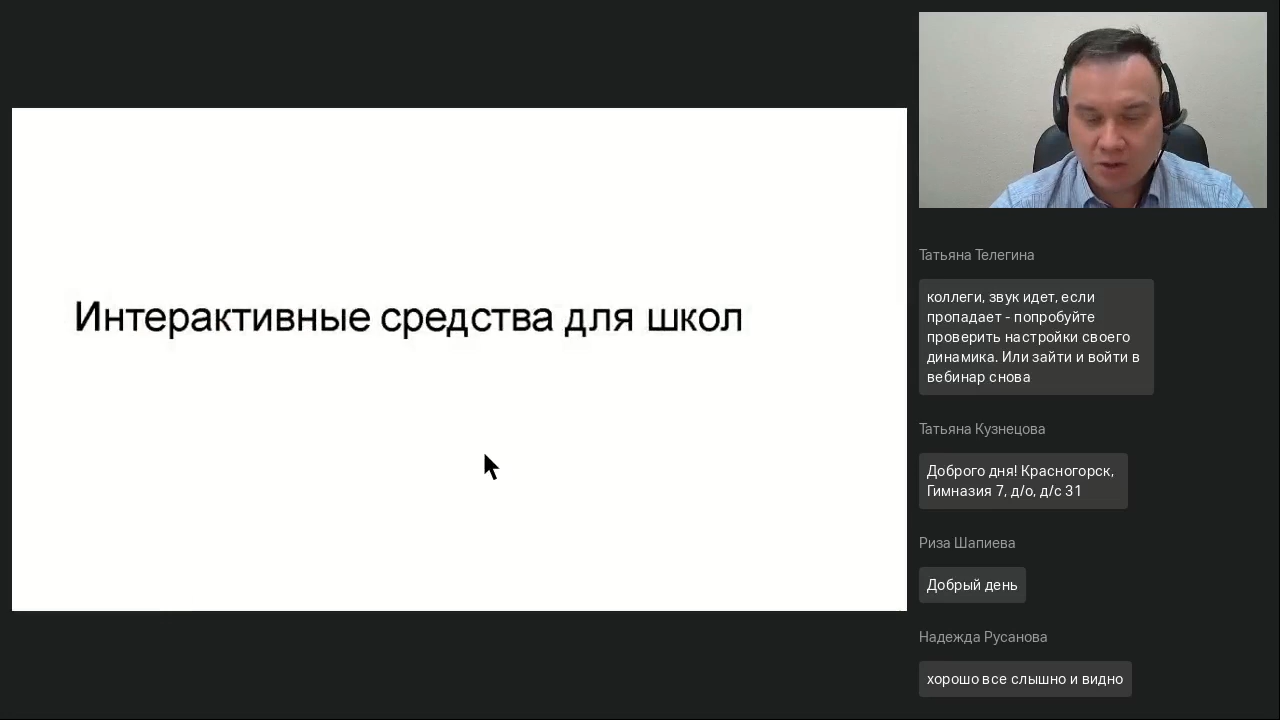 Интерактивные средства для школ
Татьяна Телегина
коллеги, звук идет, если
пропадает - попробуйте
проверить настройки своего
динамика. Или зайти и войти в
вебинар снова
Татьяна Кузнецова
Доброго дня! Красногорск,
Гимназия 7, д/о, д/с 31
Риза Шапиева
Добрый день
Надежда Русанова
хорошо все слышно и видно